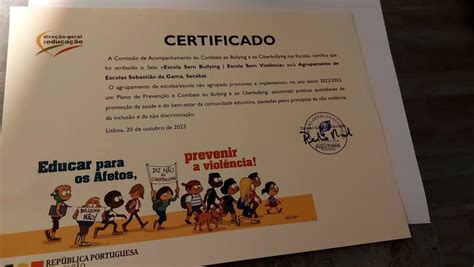 direção-geral
da educação
CERTIFICADO
A Comissão de Acompanhamento do Combate ao Bullying e ao Ciberbullying nas Escolas, certifica que
foi atribuído o Selo «Escola Sem Bullying | Escola Sem Violência» ao/à Agrupamento de
Escolas Sebastião da Gama, Setúbal.
O agrupamento de escolas/escola não agrupada promoveu e implementou, no ano letivo 2022/2023,
um Plano de Prevenção e Combate ao Bullying e ao Ciberbullying, assumindo práticas quotidianas de
promoção da saúde e do bem-estar da comunidade educativa, pautadas pelos princípios da não violência,
da inclusão e da não discriminação.
Lisboa, 20 de outubro de 2023
Educar para
os Afetos,
prevenir
a violência!
DIZ NÃO
AO CIBERBULLYING
BULLYING
NÃO!
REPÚBLICA PORTUGUESA